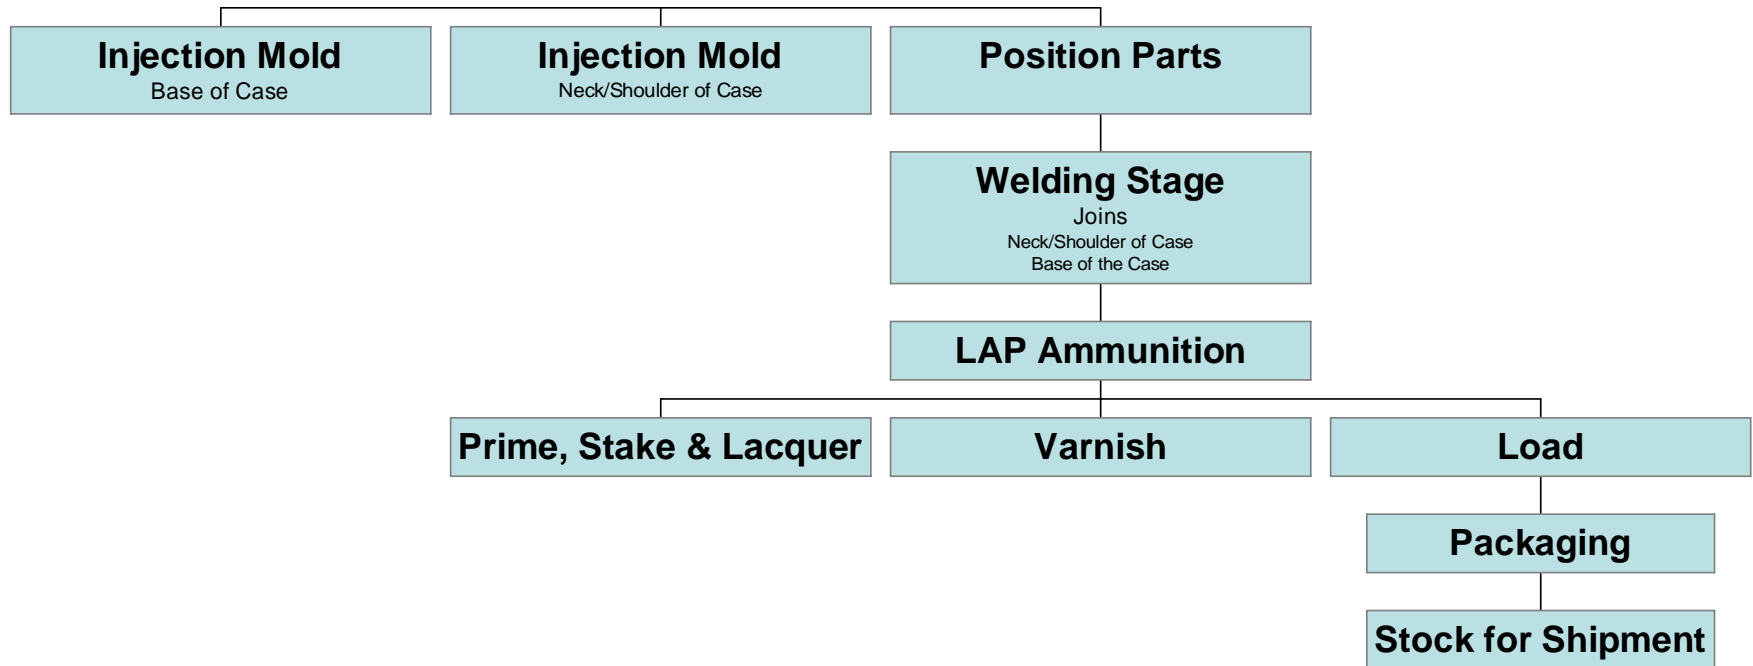 Injection Mold
Base of Case
Injection Mold
Neck/Shoulder of Case
Position Parts
Welding Stage
Joins
Neck/Shoulder of Case
Base of the Case
LAP Ammunition
Prime, Stake & Lacquer
Varnish
Load
Packaging
Stock for Shipment